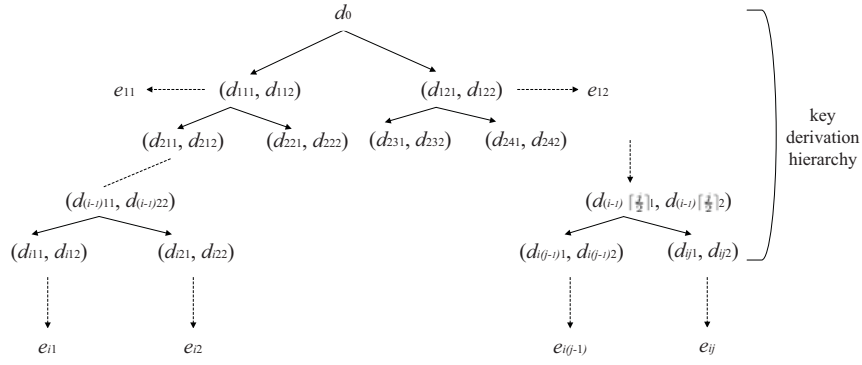 d0
e11 (d111, d112) (d121, d122) e12
(d211, d212) (d221, d222) (d231, d232) (d241, d242)
key
derivation
hierarchy
(d(i-1)11, d(i-1)22) (d(i-1)⌈j/2⌉1, d(i-1)⌈j/2⌉2)
(di11, di12) (di21, di22) (di(j-1)1, di(j-1)2) (dij1, dij2)
ei1 ei2 ei(j-1) eij